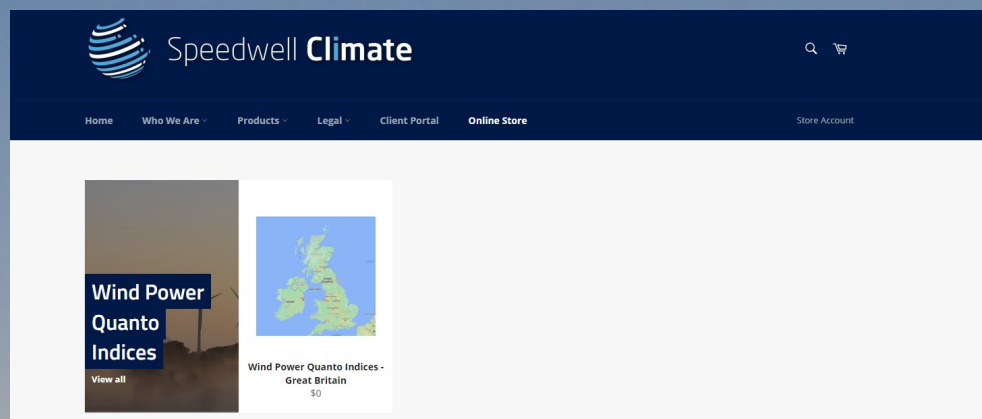 Speedwell Climate
Home Who We Are Products Legal Client Portal Online Store Store Account
Wind Power
Quanto
Indices
View all
Wind Power Quanto Indices -
Great Britain
$0